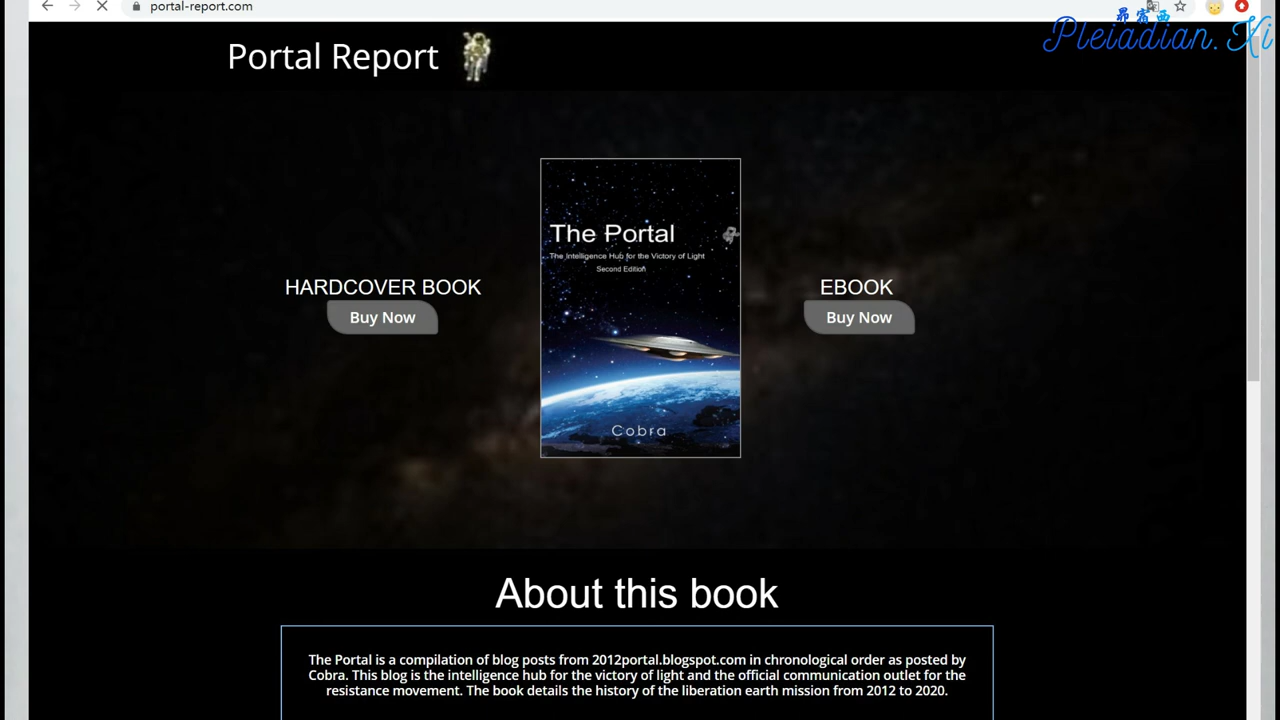 portal-report.com
昴宿西
Pleiadian.Xi
Portal Report
The Portal
The Intelligence Hub for the Victory of Light
Second Edition
HARDCOVER BOOK
EBOOK
Buy Now
Buy Now
Cobra
About this book
The Portal is a compilation of blog posts from 2012portal.blogspot.com in chronological order as posted by
Cobra. This blog is the intelligence hub for the victory of light and the official communication outlet for the
resistance movement. The book details the history of the liberation earth mission from 2012 to 2020.